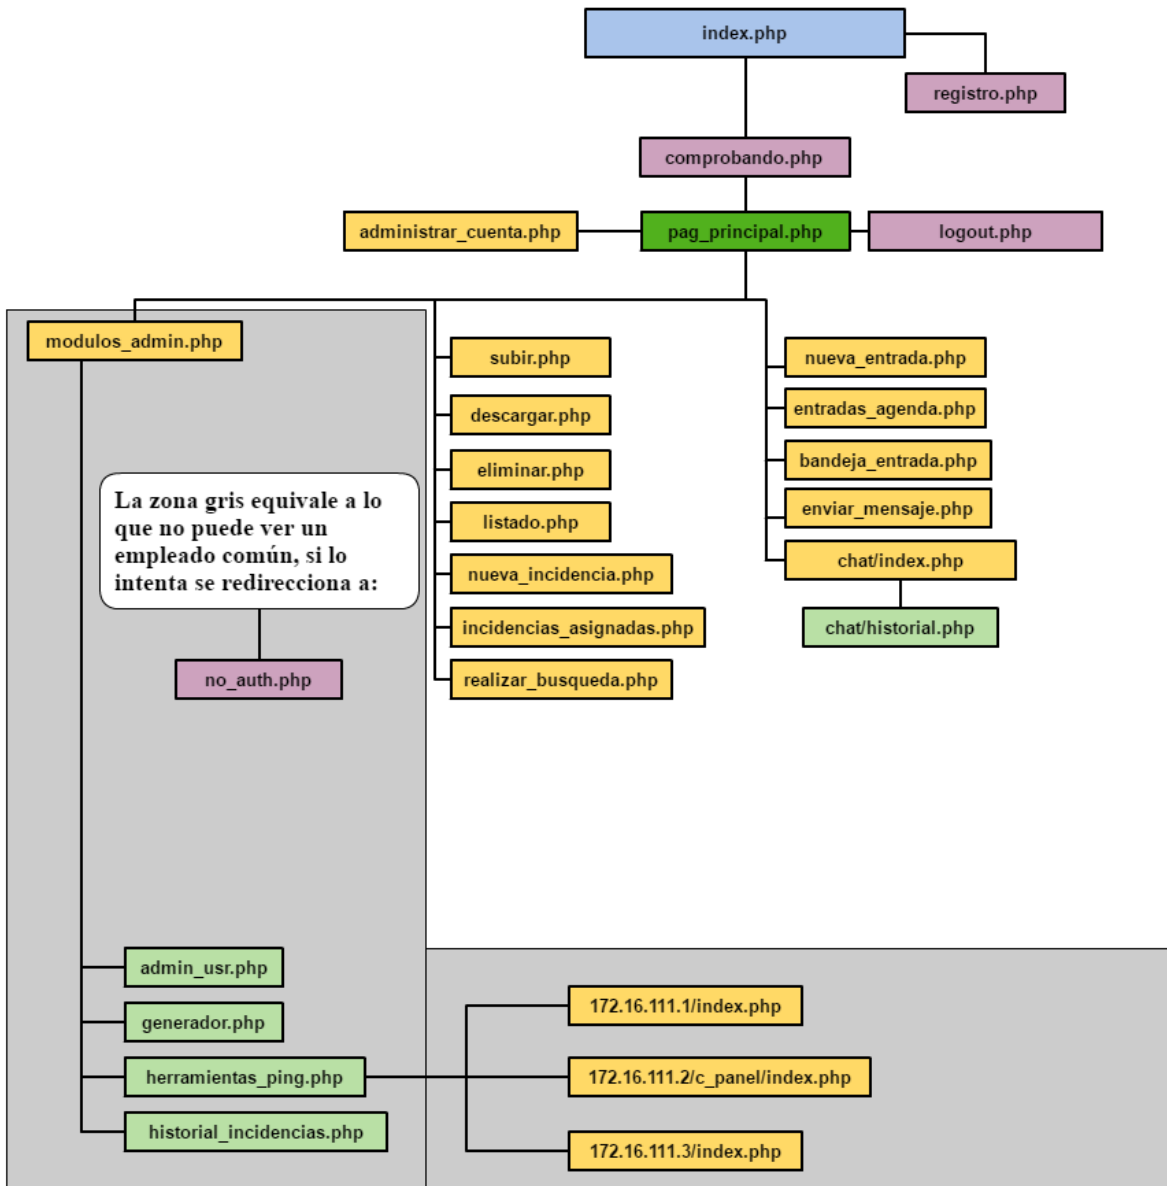 index.php
registro.php
comprobando.php
administrar_cuenta.php
pag_principal.php
logout.php
modulos_admin.php
subir.php
descargar.php
eliminar.php
listado.php
nueva_incidencia.php
incidencias_asignadas.php
realizar_busqueda.php
nueva_entrada.php
entradas_agenda.php
bandeja_entrada.php
enviar_mensaje.php
chat/index.php
chat/historial.php
La zona gris equivale a lo
que no puede ver un
empleado común, si lo
intenta se redirecciona a:
no_auth.php
admin_usr.php
generador.php
herramientas_ping.php
historial_incidencias.php
172.16.111.1/index.php
172.16.111.2/c_panel/index.php
172.16.111.3/index.php